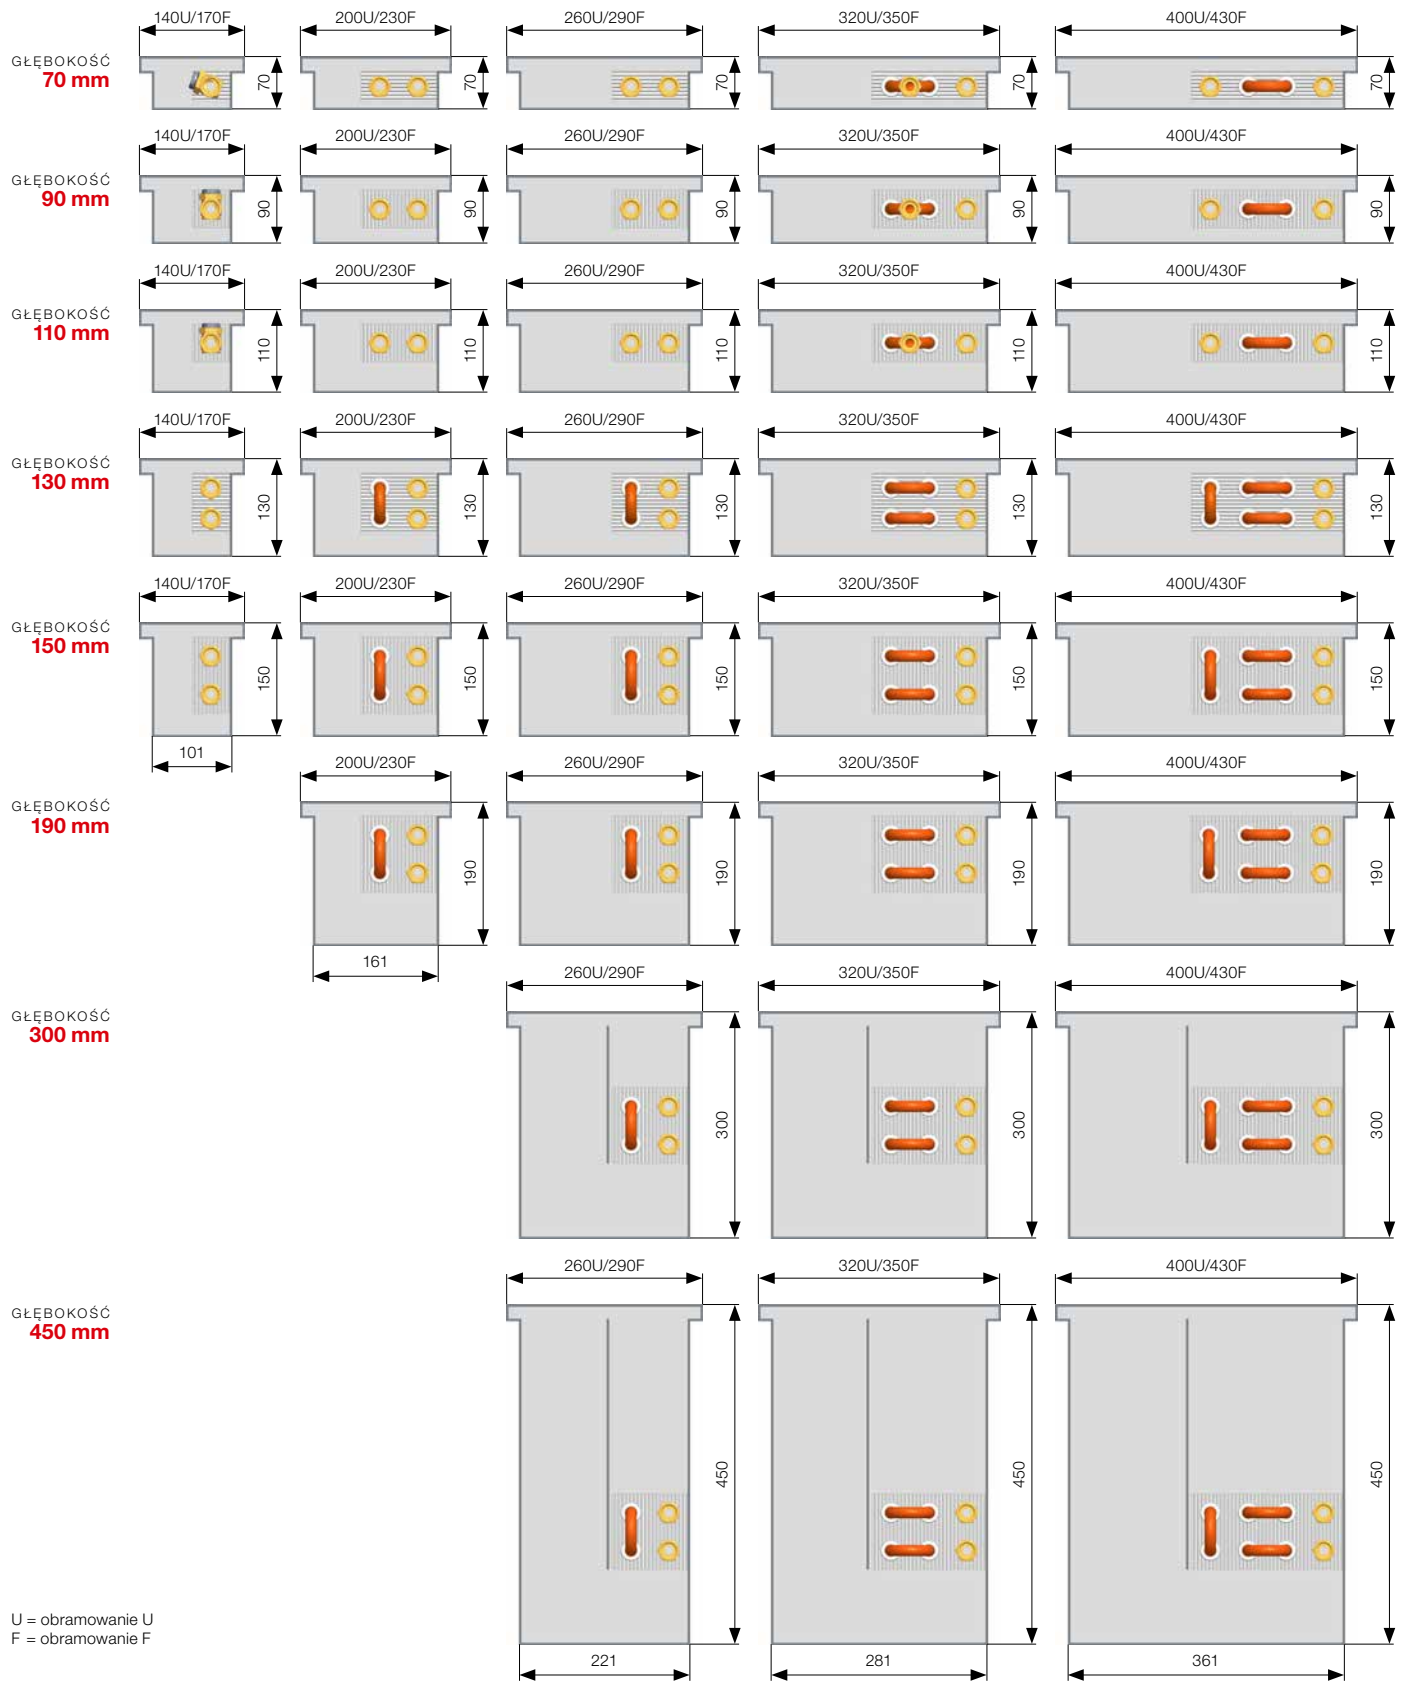 140U/170F 200U/230F 260U/290F 320U/350F 400U/430F
GŁĘBOKOŚĆ
70 mm
70 70 70 70 70
140U/170F 200U/230F 260U/290F 320U/350F 400U/430F
GŁĘBOKOŚĆ
90 mm
90 90 90 90 90
140U/170F 200U/230F 260U/290F 320U/350F 400U/430F
GŁĘBOKOŚĆ
110 mm
110 110 110 110 110
140U/170F 200U/230F 260U/290F 320U/350F 400U/430F
GŁĘBOKOŚĆ
130 mm
130 130 130 130 130
140U/170F 200U/230F 260U/290F 320U/350F 400U/430F
GŁĘBOKOŚĆ
150 mm
150 150 150 150 150
101
200U/230F 260U/290F 320U/350F 400U/430F
GŁĘBOKOŚĆ
190 mm
190 190 190 190
161
260U/290F 320U/350F 400U/430F
GŁĘBOKOŚĆ
300 mm
300 300 300
260U/290F 320U/350F 400U/430F
GŁĘBOKOŚĆ
450 mm
450 450 450
U = obramowanie U
F = obramowanie F
221 281 361